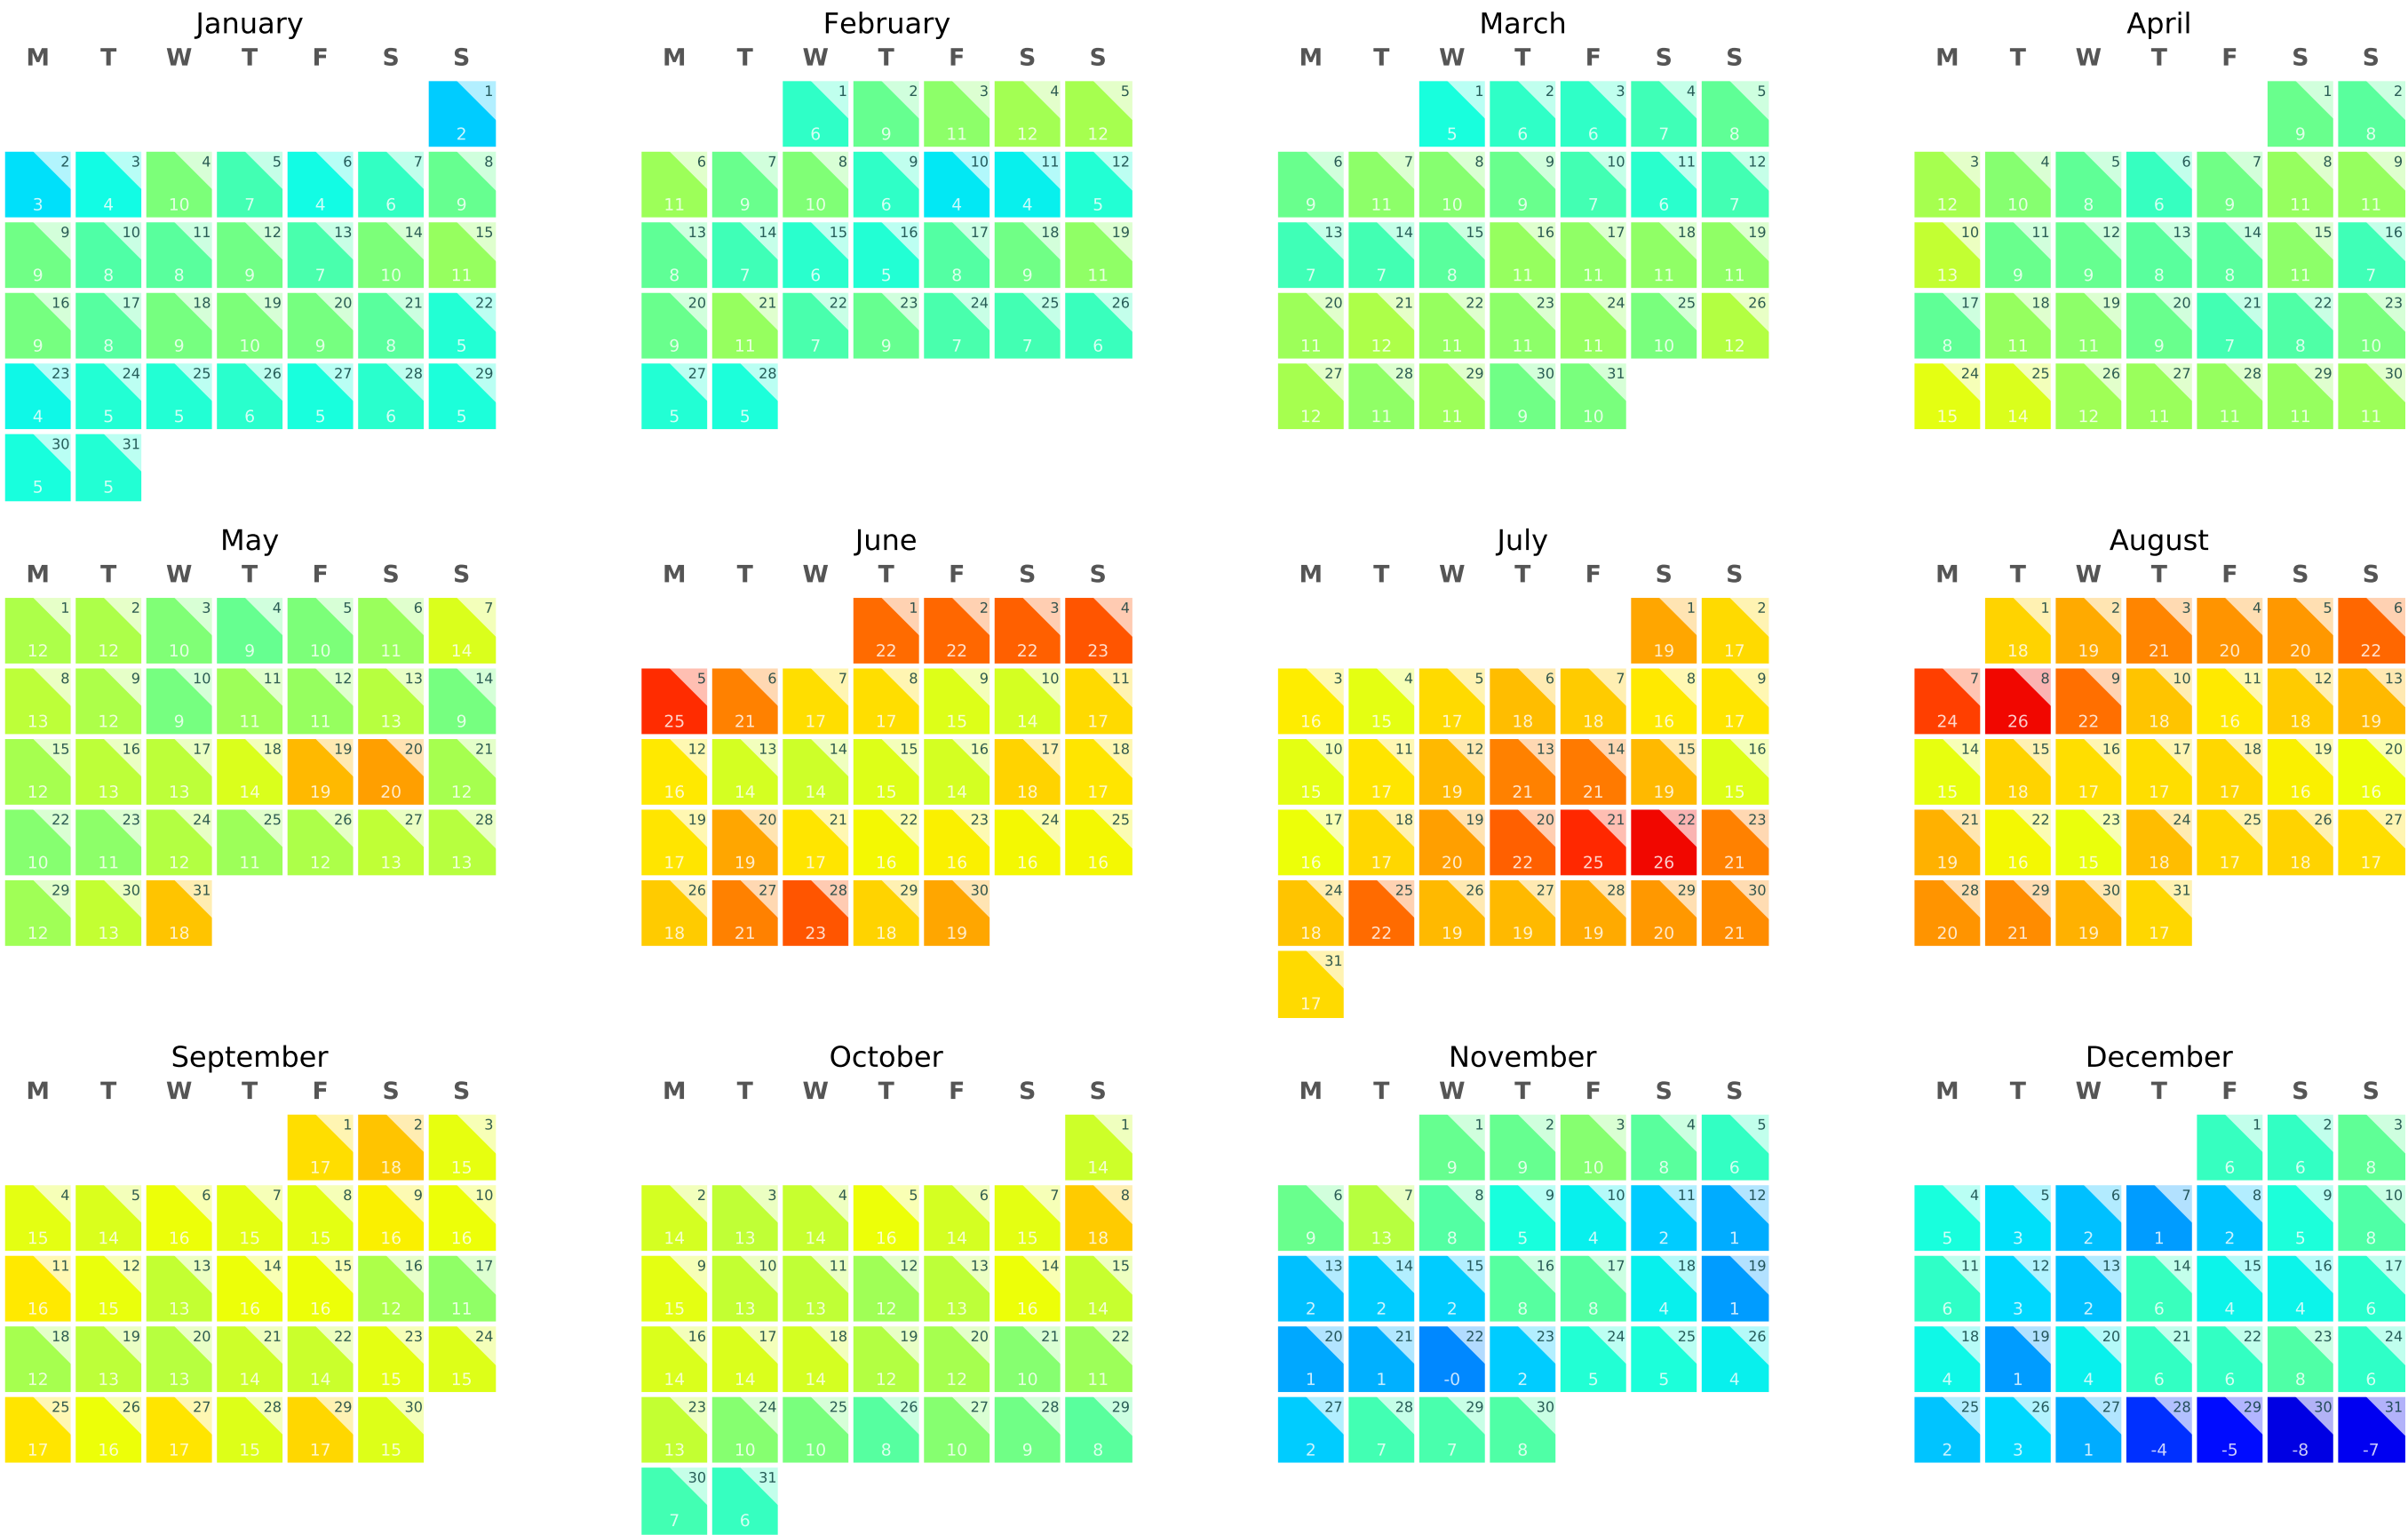 January February March April
M T W T F S S M T W T F S S M T W T F S S M T W T F S S
1 1 2 3 4 5 1 2 3 4 5 1 2
2 6 9 11 12 12 5 6 6 7 8 9 8
2 3 4 5 6 7 8 6 7 8 9 10 11 12 6 7 8 9 10 11 12 3 4 5 6 7 8 9
3 4 10 7 4 6 9 11 9 10 6 4 4 5 9 11 10 9 7 6 7 12 10 8 6 9 11 11
9 10 11 12 13 14 15 13 14 15 16 17 18 19 13 14 15 16 17 18 19 10 11 12 13 14 15 16
9 8 8 9 7 10 11 8 7 6 5 8 9 11 7 7 8 11 11 11 11 13 9 9 8 8 11 7
16 17 18 19 20 21 22 20 21 22 23 24 25 26 20 21 22 23 24 25 26 17 18 19 20 21 22 23
9 8 9 10 9 8 5 9 11 7 9 7 7 6 11 12 11 11 11 10 12 8 11 11 9 7 8 10
23 24 25 26 27 28 29 27 28 27 28 29 30 31 24 25 26 27 28 29 30
4 5 5 6 5 6 5 5 5 12 11 11 9 10 15 14 12 11 11 11 11
30 31
5 5
May June July August
M T W T F S S M T W T F S S M T W T F S S M T W T F S S
1 2 3 4 5 6 7 1 2 3 4 1 2 1 2 3 4 5 6
12 12 10 9 10 11 14 22 22 22 23 19 17 18 19 21 20 20 22
8 9 10 11 12 13 14 5 6 7 8 9 10 11 3 4 5 6 7 8 9 7 8 9 10 11 12 13
13 12 9 11 11 13 9 25 21 17 17 15 14 17 16 15 17 18 18 16 17 24 26 22 18 16 18 19
15 16 17 18 19 20 21 12 13 14 15 16 17 18 10 11 12 13 14 15 16 14 15 16 17 18 19 20
12 13 13 14 19 20 12 16 14 14 15 14 18 17 15 17 19 21 21 19 15 15 18 17 17 17 16 16
22 23 24 25 26 27 28 19 20 21 22 23 24 25 17 18 19 20 21 22 23 21 22 23 24 25 26 27
10 11 12 11 12 13 13 17 19 17 16 16 16 16 16 17 20 22 25 26 21 19 16 15 18 17 18 17
29 30 31 26 27 28 29 30 24 25 26 27 28 29 30 28 29 30 31
12 13 18 18 21 23 18 19 18 22 19 19 19 20 21 20 21 19 17
31
17
September October November December
M T W T F S S M T W T F S S M T W T F S S M T W T F S S
1 2 3 1 1 2 3 4 5 1 2 3
17 18 15 14 9 9 10 8 6 6 6 8
4 5 6 7 8 9 10 2 3 4 5 6 7 8 6 7 8 9 10 11 12 4 5 6 7 8 9 10
15 14 16 15 15 16 16 14 13 14 16 14 15 18 9 13 8 5 4 2 1 5 3 2 1 2 5 8
11 12 13 14 15 16 17 9 10 11 12 13 14 15 13 14 15 16 17 18 19 11 12 13 14 15 16 17
16 15 13 16 16 12 11 15 13 13 12 13 16 14 2 2 2 8 8 4 1 6 3 2 6 4 4 6
18 19 20 21 22 23 24 16 17 18 19 20 21 22 20 21 22 23 24 25 26 18 19 20 21 22 23 24
12 13 13 14 14 15 15 14 14 14 12 12 10 11 1 1 -0 2 5 5 4 4 1 4 6 6 8 6
25 26 27 28 29 30 23 24 25 26 27 28 29 27 28 29 30 25 26 27 28 29 30 31
17 16 17 15 17 15 13 10 10 8 10 9 8 2 7 7 8 2 3 1 -4 -5 -8 -7
30 31
7 6